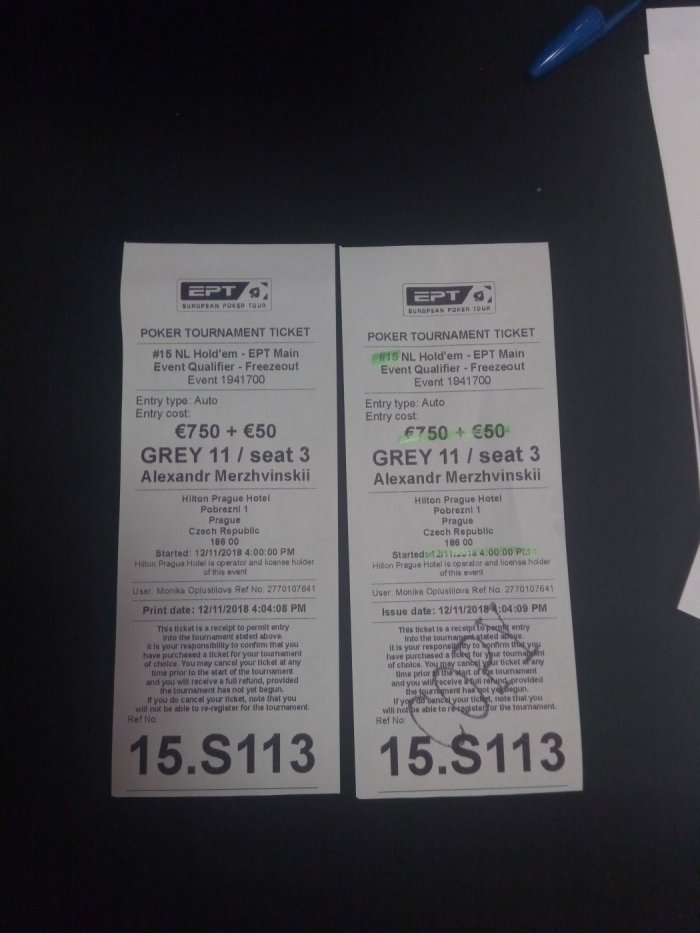 EPT
EUROPEAN POKER TOUR
POKER TOURNAMENT TICKET
#15 NL Hold'em - EPT Main
Event Qualifier - Freezeout
Event 1941700
Entry type: Auto
Entry cost:
€750 + €50
GREY 11 / seat 3
Alexandr Merzhvinskii
Hilton Prague Hotel
Pobrezni 1
Prague
Czech Republic
186 00
Started: 12/11/2018 4:00:00 PM
Hilton Prague Hotel is operator and license holder
of this event
User: Monika Oplustilova Ref No: 2770107641
Print date: 12/11/2018 4:04:08 PM
This ticket is a receipt to permit entry
into the tournament stated above.
It is your responsibility to confirm that you
have purchased a ticket for your tournament
of choice. You may cancel your ticket at any
time prior to the start of the tournament
and you will receive a full refund, provided
the tournament has not yet begun.
If you do cancel your ticket, note that you
will not be able to re-register for the tournament.
Ref No:
15.S113
EPT
EUROPEAN POKER TOUR
POKER TOURNAMENT TICKET
#15 NL Hold'em - EPT Main
Event Qualifier - Freezeout
Event 1941700
Entry type: Auto
Entry cost:
€750 + €50
GREY 11 / seat 3
Alexandr Merzhvinskii
Hilton Prague Hotel
Pobrezni 1
Prague
Czech Republic
186 00
Started: 12/11/2018 4:00:00 PM
Hilton Prague Hotel is operator and license holder
of this event
User: Monika Oplustilova Ref No: 2770107641
Issue date: 12/11/2018 4:04:09 PM
This ticket is a receipt to permit entry
into the tournament stated above.
It is your responsibility to confirm that you
have purchased a ticket for your tournament
of choice. You may cancel your ticket at any
time prior to the start of the tournament
and you will receive a full refund, provided
the tournament has not yet begun.
If you do cancel your ticket, note that you
will not be able to re-register for the tournament.
Ref No:
15.S113